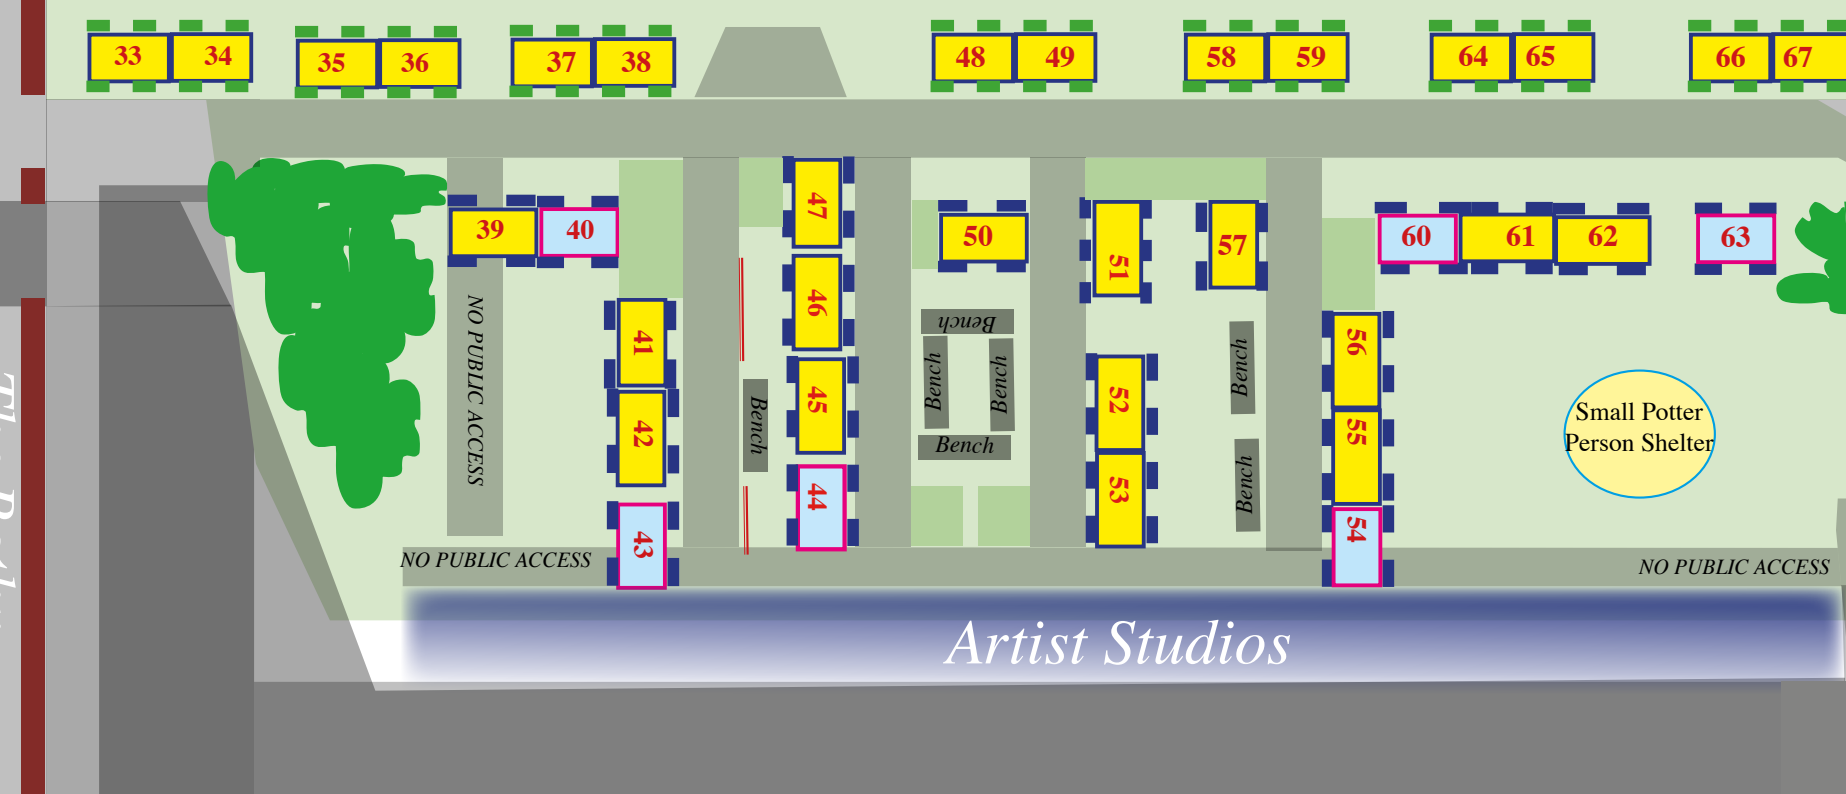 33 34 35 36 37 38 48 49 58 59 64 65 66 67
39 40 47 50 51 57 60 61 62 63
41 46 56
42 45 52 55
43 44 53 54
NO PUBLIC ACCESS
Bench
Bench
Bench
Bench
Bench
Bench
Bench
Small Potter
Person Shelter
NO PUBLIC ACCESS
NO PUBLIC ACCESS
Artist Studios